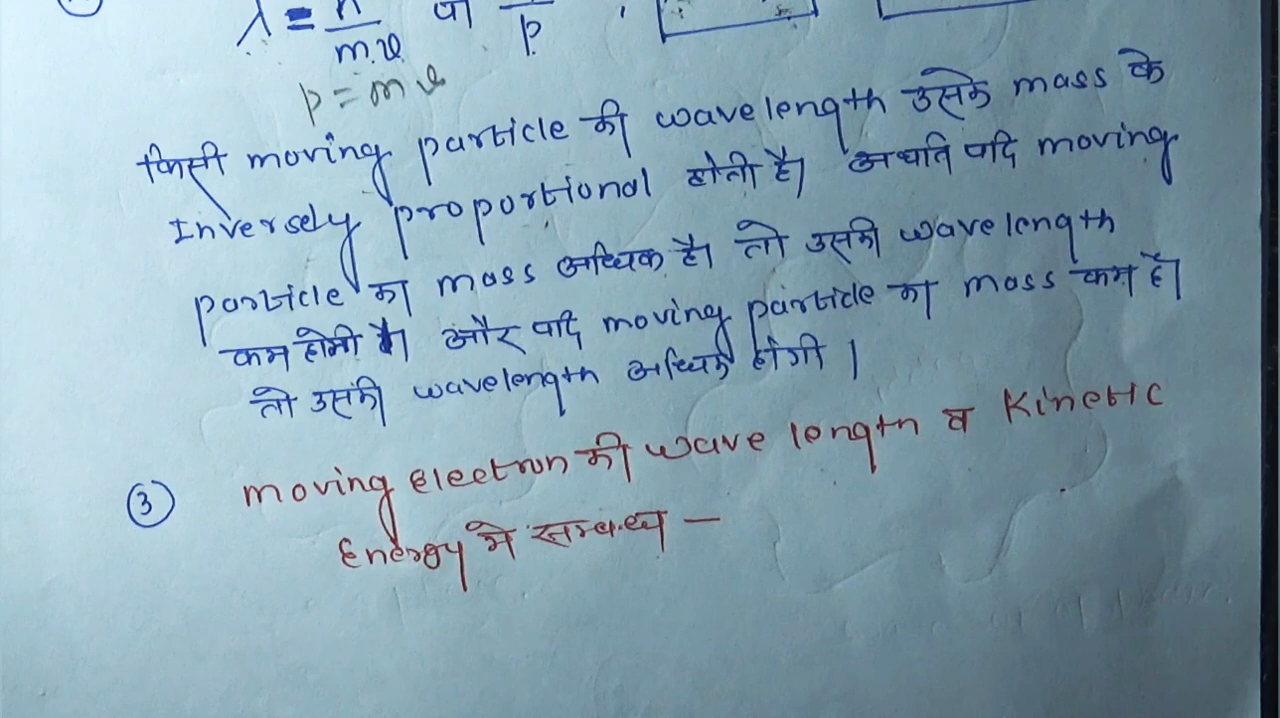 λ = h/m.v या /p ,
p = mv
किसी moving particle की wavelength उसके mass के
Inversely proportional होती है। अर्थात यदि moving
particle का mass अधिक है। तो उसकी wavelength
कम होगी है। और यदि moving particle का mass कम है।
तो उसकी wavelength अधिक होगी ।
③ moving electron की wave length व Kinetic
Energy मे सम्बन्ध —